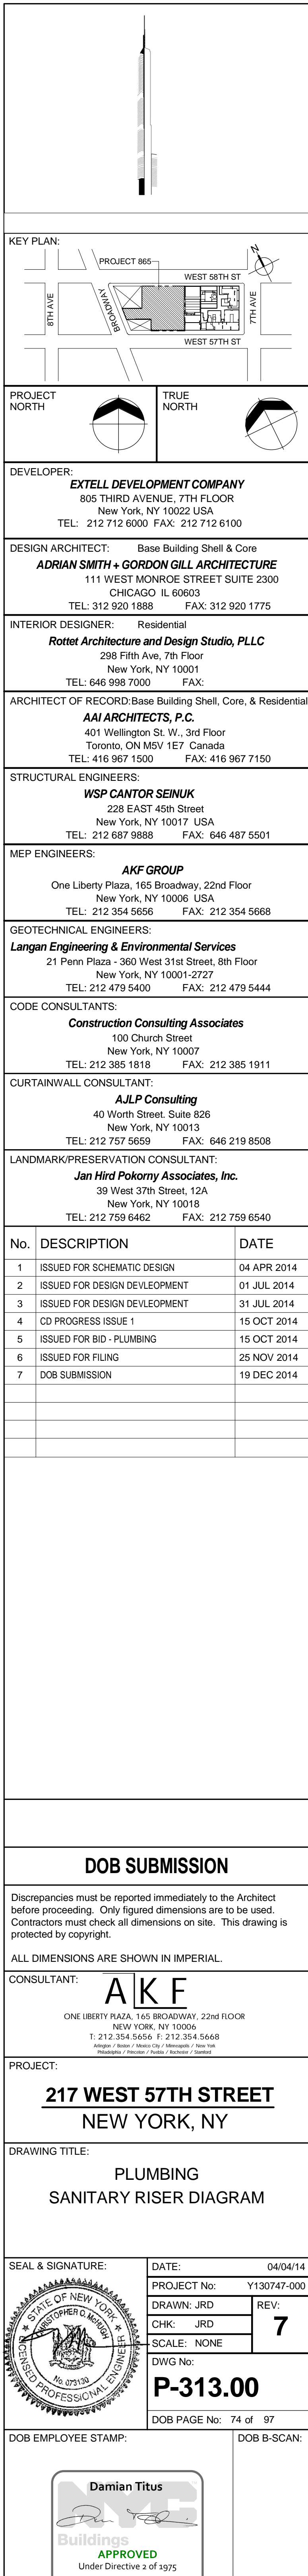 KEY PLAN:
N
PROJECT 865
WEST 58TH ST
8TH AVE
BROADWAY
7TH AVE
WEST 57TH ST
PROJECT
NORTH
TRUE
NORTH
DEVELOPER:
EXTELL DEVELOPMENT COMPANY
805 THIRD AVENUE, 7TH FLOOR
New York, NY 10022 USA
TEL: 212 712 6000 FAX: 212 712 6100
DESIGN ARCHITECT: Base Building Shell & Core
ADRIAN SMITH + GORDON GILL ARCHITECTURE
111 WEST MONROE STREET SUITE 2300
CHICAGO IL 60603
TEL: 312 920 1888 FAX: 312 920 1775
INTERIOR DESIGNER: Residential
Rottet Architecture and Design Studio, PLLC
298 Fifth Ave, 7th Floor
New York, NY 10001
TEL: 646 998 7000 FAX:
ARCHITECT OF RECORD:Base Building Shell, Core, & Residential
AAI ARCHITECTS, P.C.
401 Wellington St. W., 3rd Floor
Toronto, ON M5V 1E7 Canada
TEL: 416 967 1500 FAX: 416 967 7150
STRUCTURAL ENGINEERS:
WSP CANTOR SEINUK
228 EAST 45th Street
New York, NY 10017 USA
TEL: 212 687 9888 FAX: 646 487 5501
MEP ENGINEERS:
AKF GROUP
One Liberty Plaza, 165 Broadway, 22nd Floor
New York, NY 10006 USA
TEL: 212 354 5656 FAX: 212 354 5668
GEOTECHNICAL ENGINEERS:
Langan Engineering & Environmental Services
21 Penn Plaza - 360 West 31st Street, 8th Floor
New York, NY 10001-2727
TEL: 212 479 5400 FAX: 212 479 5444
CODE CONSULTANTS:
Construction Consulting Associates
100 Church Street
New York, NY 10007
TEL: 212 385 1818 FAX: 212 385 1911
CURTAINWALL CONSULTANT:
AJLP Consulting
40 Worth Street. Suite 826
New York, NY 10013
TEL: 212 757 5659 FAX: 646 219 8508
LANDMARK/PRESERVATION CONSULTANT:
Jan Hird Pokorny Associates, Inc.
39 West 37th Street, 12A
New York, NY 10018
TEL: 212 759 6462 FAX: 212 759 6540
No. DESCRIPTION DATE
1 ISSUED FOR SCHEMATIC DESIGN 04 APR 2014
2 ISSUED FOR DESIGN DEVLEOPMENT 01 JUL 2014
3 ISSUED FOR DESIGN DEVLEOPMENT 31 JUL 2014
4 CD PROGRESS ISSUE 1 15 OCT 2014
5 ISSUED FOR BID - PLUMBING 15 OCT 2014
6 ISSUED FOR FILING 25 NOV 2014
7 DOB SUBMISSION 19 DEC 2014
DOB SUBMISSION
Discrepancies must be reported immediately to the Architect
before proceeding. Only figured dimensions are to be used.
Contractors must check all dimensions on site. This drawing is
protected by copyright.
ALL DIMENSIONS ARE SHOWN IN IMPERIAL.
CONSULTANT:
AKF
ONE LIBERTY PLAZA, 165 BROADWAY, 22nd FLOOR
NEW YORK, NY 10006
T: 212.354.5656 F: 212.354.5668
Arlington / Boston / Mexico City / Minneapolis / New York
Philadelphia / Princeton / Puebla / Rochester / Stamford
PROJECT:
217 WEST 57TH STREET
NEW YORK, NY
DRAWING TITLE:
PLUMBING
SANITARY RISER DIAGRAM
SEAL & SIGNATURE:
STATE OF NEW YORK
No. 073130
LICENSED PROFESSIONAL ENGINEER
DATE: 04/04/14
PROJECT No: Y130747-000
DRAWN: JRD
CHK: JRD
SCALE: NONE
REV:
7
DWG No:
P-313.00
DOB PAGE No: 74 of 97
DOB EMPLOYEE STAMP:
DOB B-SCAN:
NYC
Damian Titus
Buildings
APPROVED
Under Directive 2 of 1975